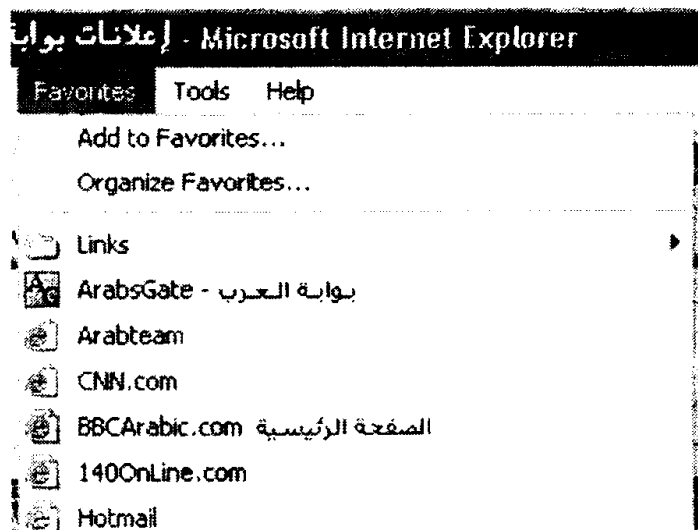 إعلانات بوابة - Microsoft Internet Explorer
Favorites Tools Help
Add to Favorites...
Organize Favorites...
Links
ArabsGate - بوابة العرب
Arabteam
CNN.com
BBCArabic.com الصفحة الرئيسية
140OnLine.com
Hotmail